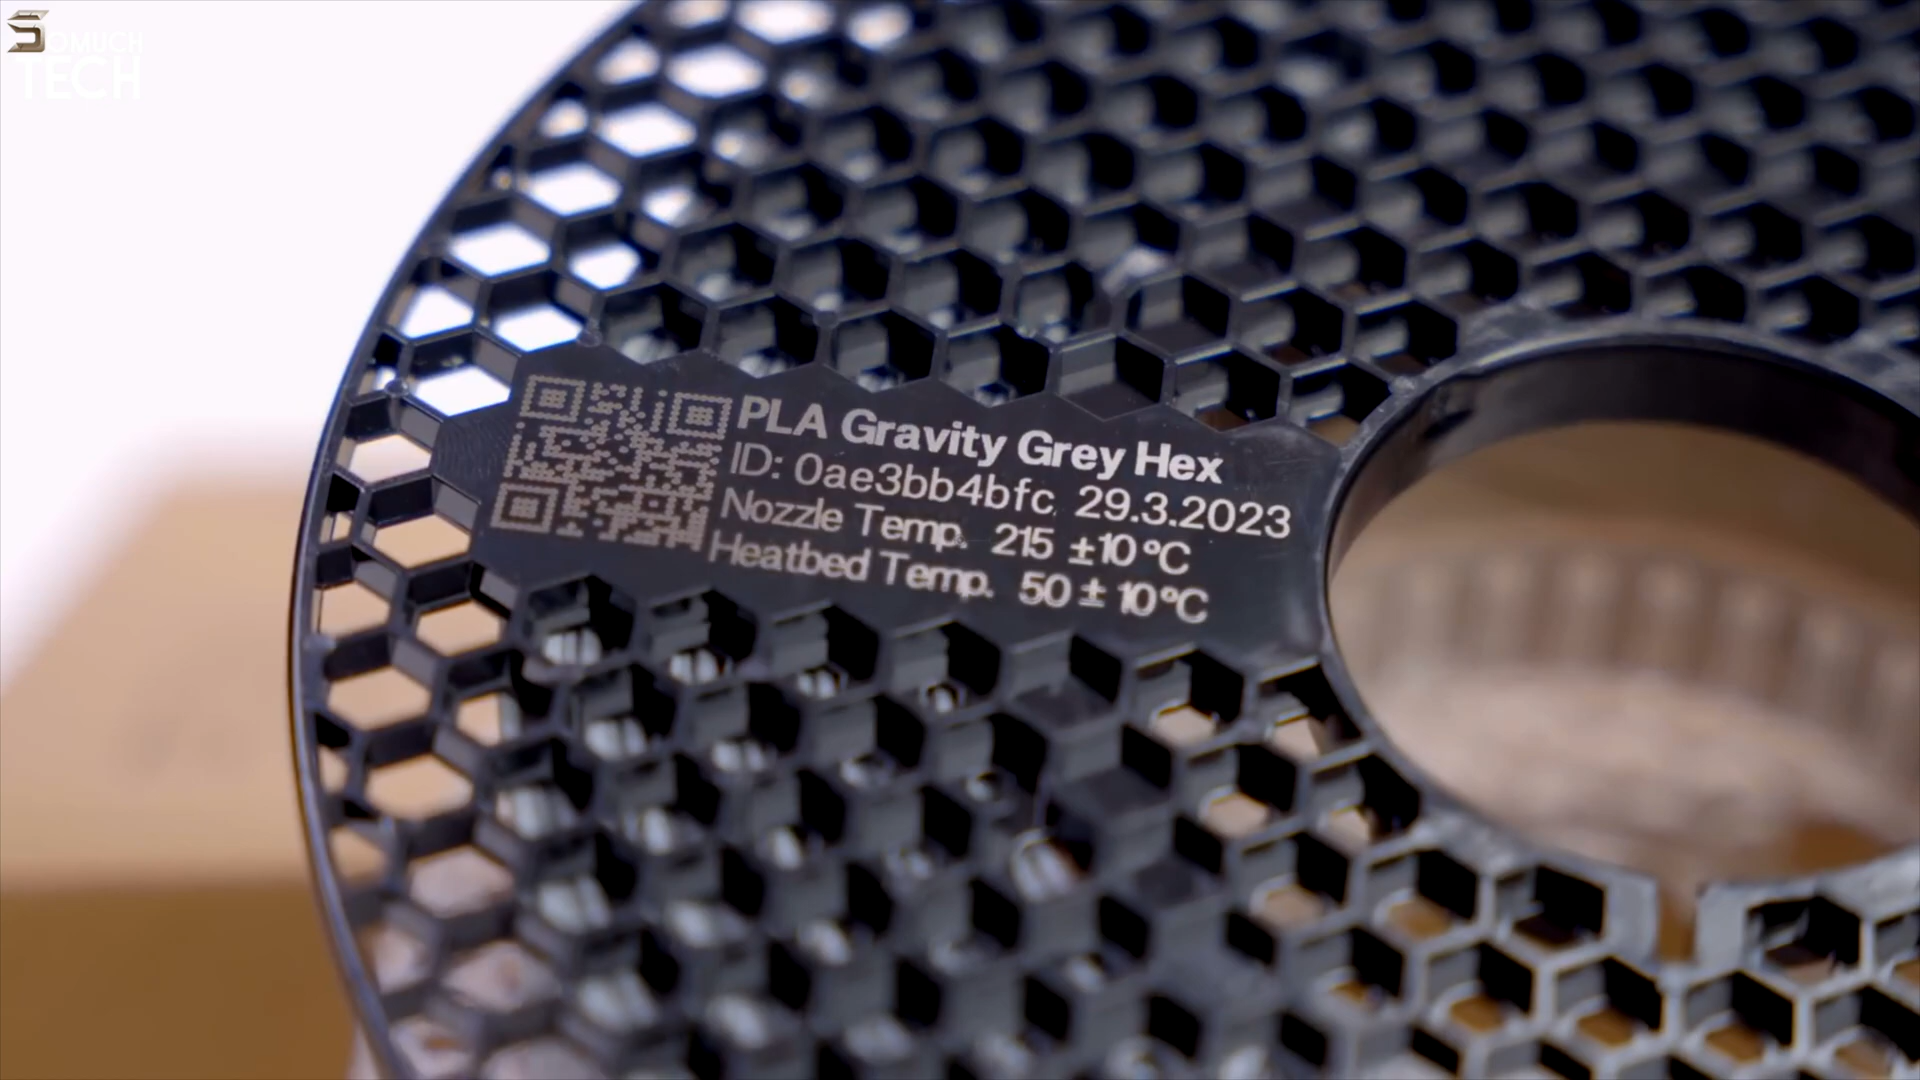 SOMUCH
TECH
PLA Gravity Grey Hex
ID: 0ae3bb4bfc 29.3.2023
Nozzle Temp. 215 ±10°C
Heatbed Temp. 50 ± 10°C